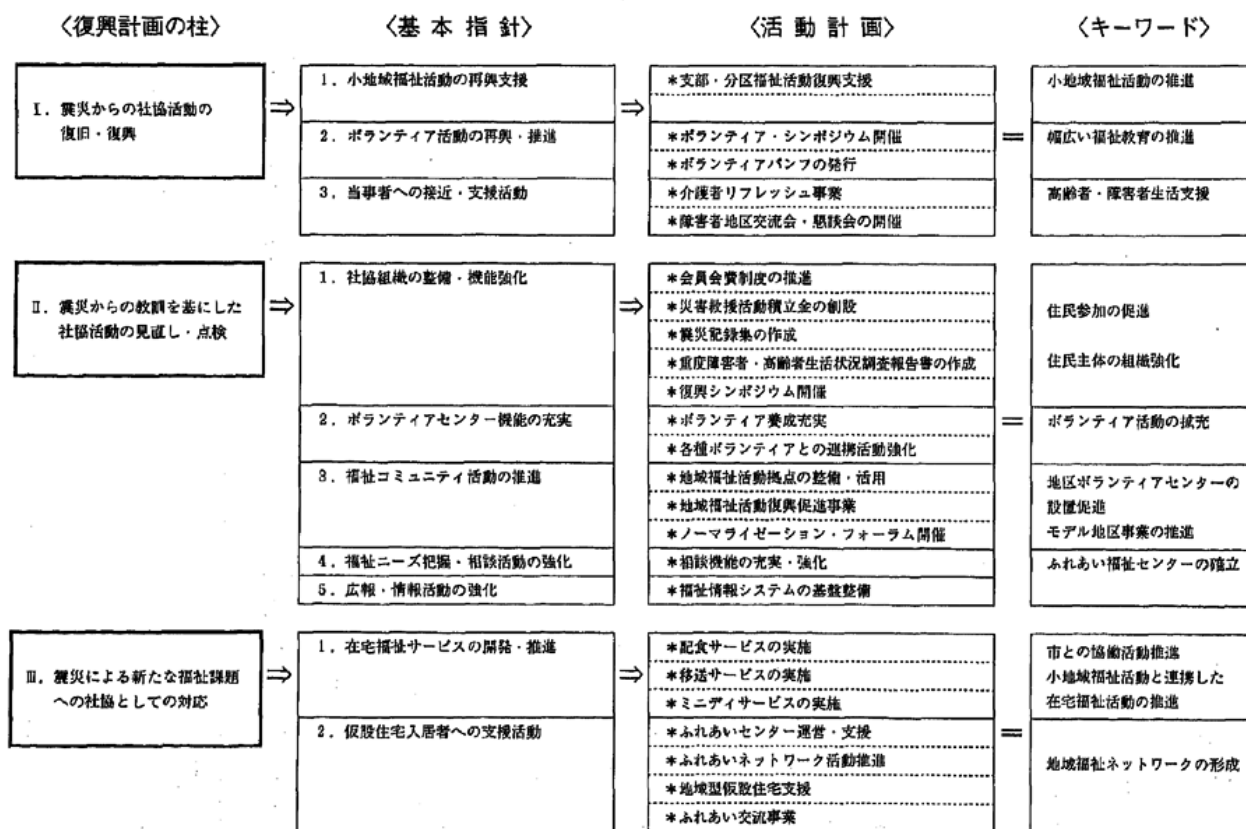 〈復興計画の柱〉
〈基本指針〉
〈活動計画〉
〈キーワード〉
Ⅰ．震災からの社協活動の
復旧・復興
⇒
1．小地域福祉活動の再興支援
2．ボランティア活動の再興・推進
3．当事者への接近・支援活動
⇒
＊支部・分区福祉活動復興支援
＊ボランティア・シンポジウム開催
＊ボランティアパンフの発行
＊介護者リフレッシュ事業
＊障害者地区交流会・懇談会の開催
＝
小地域福祉活動の推進
幅広い福祉教育の推進
高齢者・障害者生活支援
Ⅱ．震災からの教訓を基にした
社協活動の見直し・点検
⇒
1．社協組織の整備・機能強化
2．ボランティアセンター機能の充実
3．福祉コミュニティ活動の推進
4．福祉ニーズ把握・相談活動の強化
5．広報・情報活動の強化
⇒
＊会員会費制度の推進
＊災害救援活動積立金の創設
＊震災記録集の作成
＊重度障害者・高齢者生活状況調査報告書の作成
＊復興シンポジウム開催
＊ボランティア養成充実
＊各種ボランティアとの連携活動強化
＊地域福祉活動拠点の整備・活用
＊地域福祉活動復興促進事業
＊ノーマライゼーション・フォーラム開催
＊相談機能の充実・強化
＊福祉情報システムの基盤整備
＝
住民参加の促進
住民主体の組織強化
ボランティア活動の拡充
地区ボランティアセンターの
設置促進
モデル地区事業の推進
ふれあい福祉センターの確立
Ⅲ．震災による新たな福祉課題
への社協としての対応
⇒
1．在宅福祉サービスの開発・推進
2．仮設住宅入居者への支援活動
⇒
＊配食サービスの実施
＊移送サービスの実施
＊ミニデイサービスの実施
＊ふれあいセンター運営・支援
＊ふれあいネットワーク活動推進
＊地域型仮設住宅支援
＊ふれあい交流事業
＝
市との協働活動推進
小地域福祉活動と連携した
在宅福祉活動の推進
地域福祉ネットワークの形成